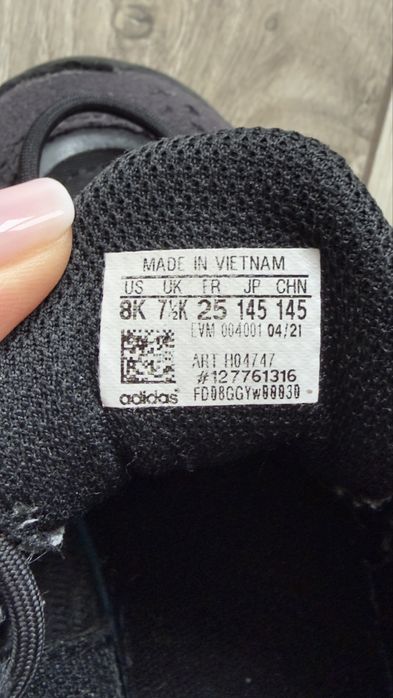 MADE IN VIETNAM
US UK FR JP CHN
8K 7½K 25 145 145
EVM 004001 04/21
ART H04747
#127761316
adidas